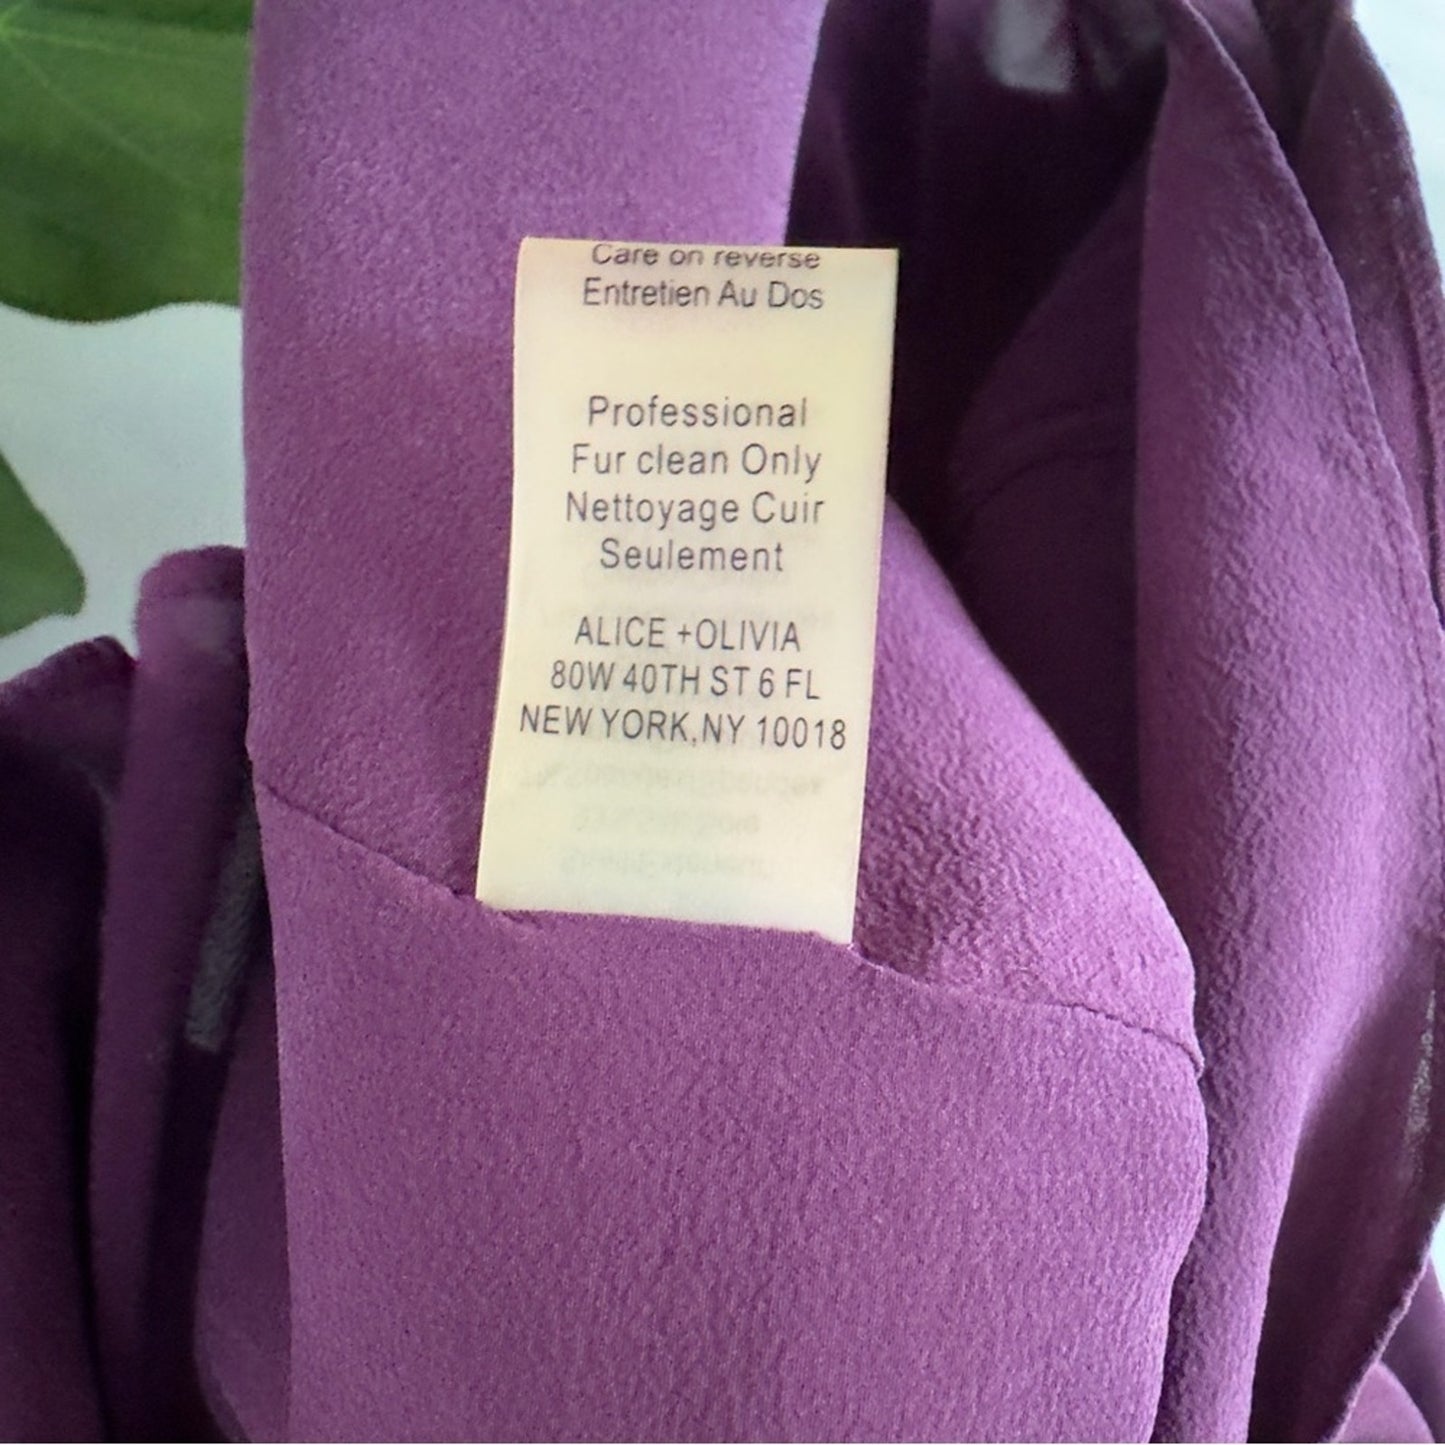 Care on reverse
Entretien Au Dos
Professional
Fur clean Only
Nettoyage Cuir
Seulement
ALICE +OLIVIA
80W 40TH ST 6 FL
NEW YORK,NY 10018